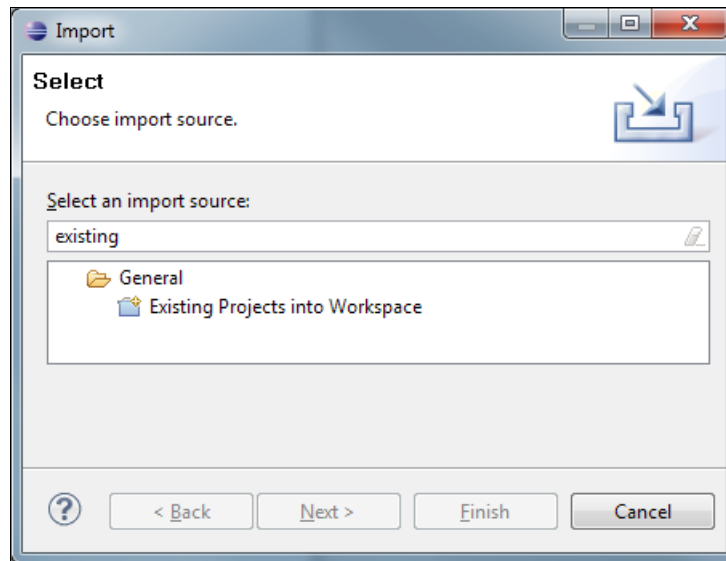 Import
Select
Choose import source.
Select an import source:
existing
General
Existing Projects into Workspace
? < Back Next > Finish Cancel